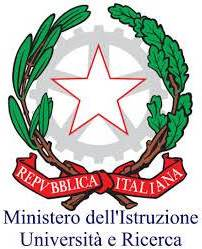 REPVBBLICA ITALIANA
Ministero dell'Istruzione
Università e Ricerca